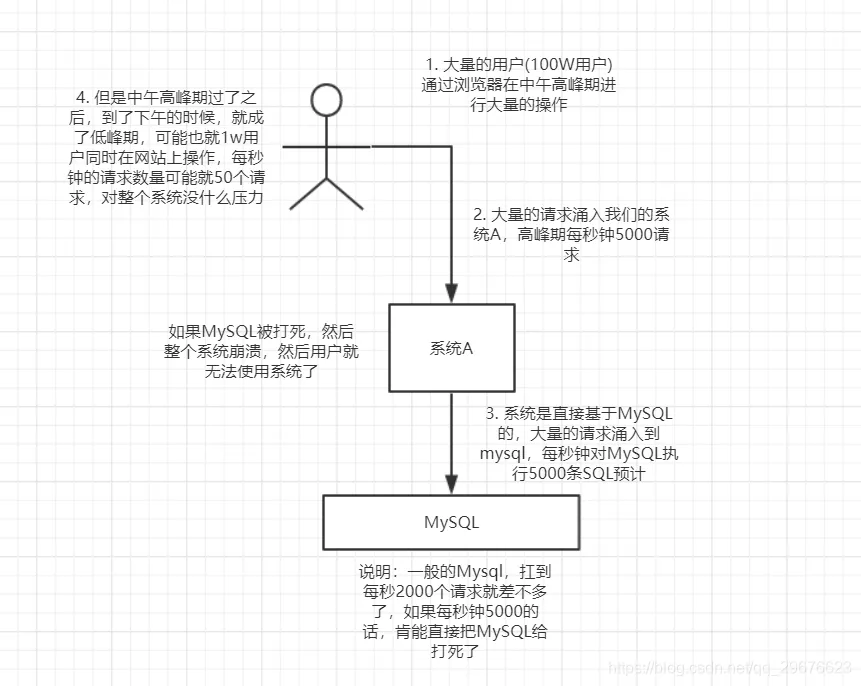 1. 大量的用户(100W用户)
通过浏览器在中午高峰期进
行大量的操作
4. 但是中午高峰期过了之
后，到了下午的时候，就成
了低峰期，可能也就1w用
户同时在网站上操作，每秒
钟的请求数量可能就50个请
求，对整个系统没什么压力
2. 大量的请求涌入我们的系
统A，高峰期每秒钟5000请
求
如果MySQL被打死，然后
整个系统崩溃，然后用户就
无法使用系统了
系统A
3. 系统是直接基于MySQL
的，大量的请求涌入到
mysql，每秒钟对MySQL执
行5000条SQL预计
MySQL
说明：一般的Mysql，扛到
每秒2000个请求就差不多
了，如果每秒钟5000的
话，肯能直接把MySQL给
打死了
https://blog.csdn.net/qq_29676623